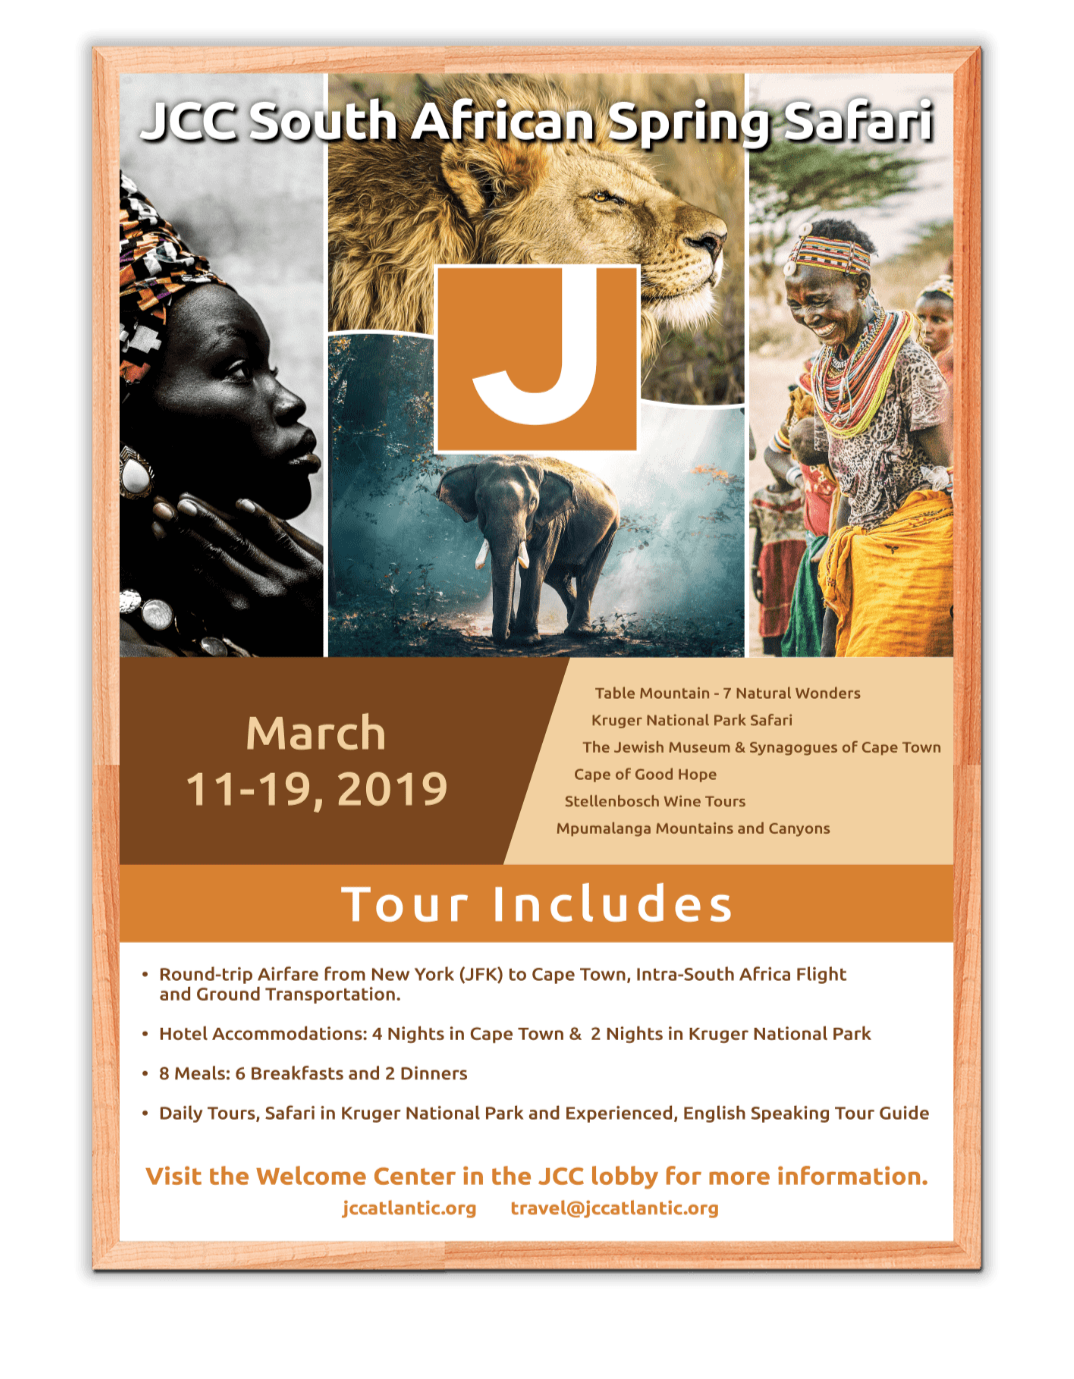 JCC South African Spring Safari
J
March
11-19, 2019
Table Mountain - 7 Natural Wonders
Kruger National Park Safari
The Jewish Museum & Synagogues of Cape Town
Cape of Good Hope
Stellenbosch Wine Tours
Mpumalanga Mountains and Canyons
Tour Includes
• Round-trip Airfare from New York (JFK) to Cape Town, Intra-South Africa Flight
and Ground Transportation.
• Hotel Accommodations: 4 Nights in Cape Town & 2 Nights in Kruger National Park
• 8 Meals: 6 Breakfasts and 2 Dinners
• Daily Tours, Safari in Kruger National Park and Experienced, English Speaking Tour Guide
Visit the Welcome Center in the JCC lobby for more information.
jccatlantic.org travel@jccatlantic.org